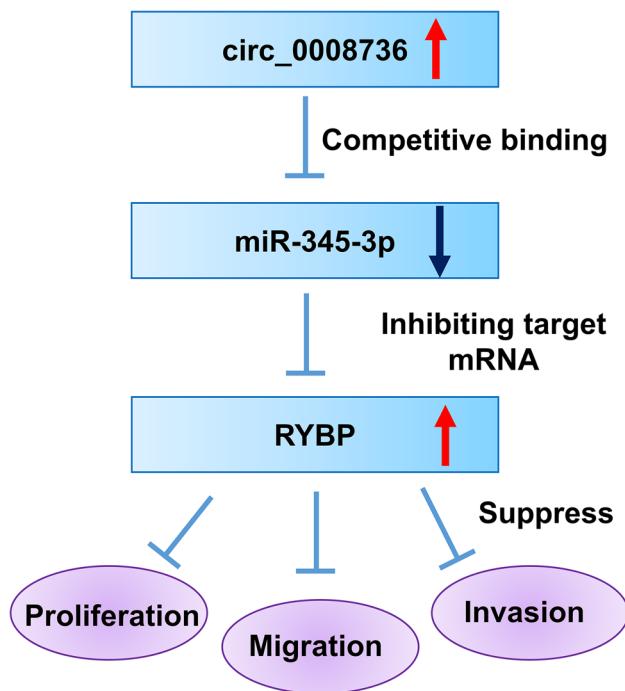 circ_0008736
Competitive binding
miR-345-3p
Inhibiting target
mRNA
RYBP
Suppress
Proliferation
Migration
Invasion